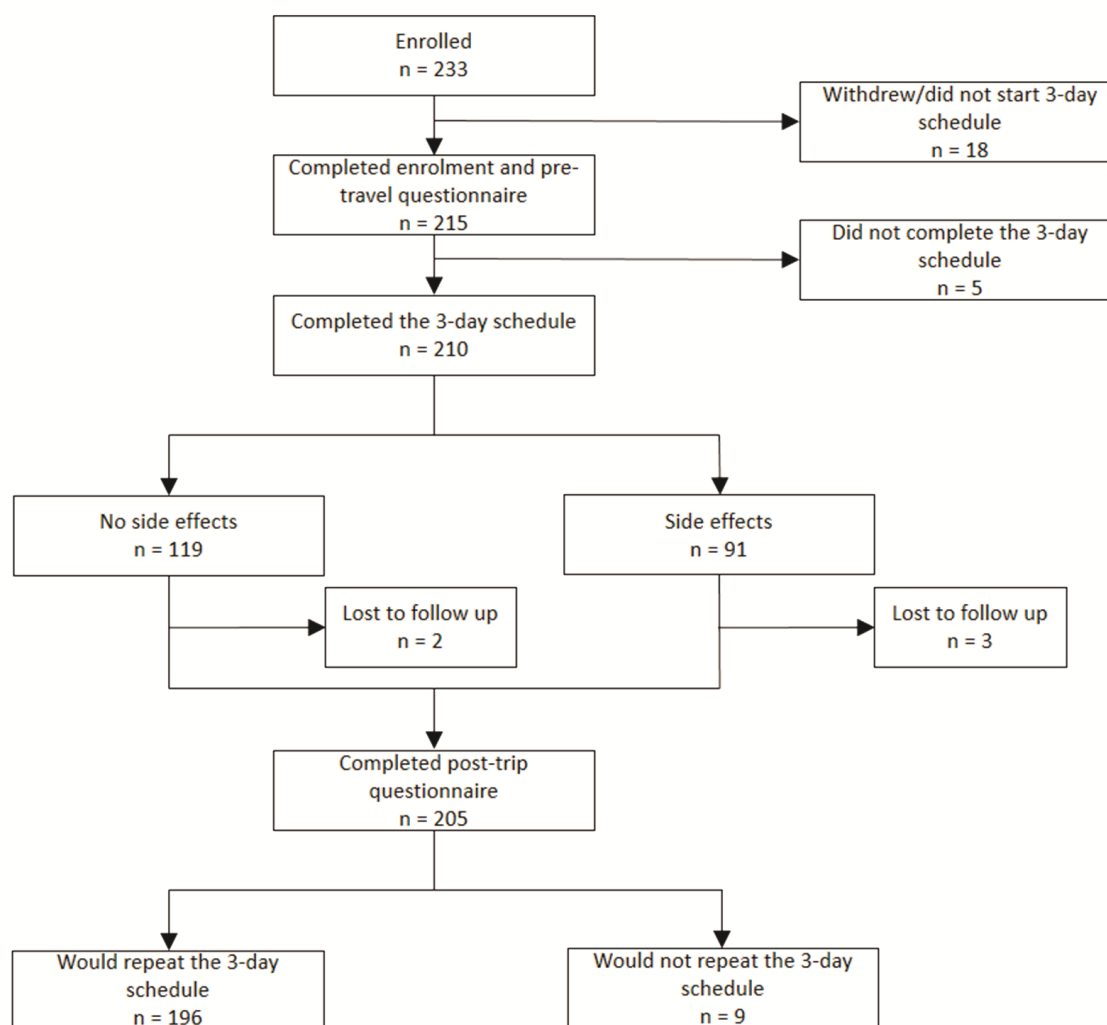 Enrolled
n = 233
Withdrew/did not start 3-day
schedule
n = 18
Completed enrolment and pre-
travel questionnaire
n = 215
Did not complete the 3-day
schedule
n = 5
Completed the 3-day schedule
n = 210
No side effects
n = 119
Side effects
n = 91
Lost to follow up
n = 2
Lost to follow up
n = 3
Completed post-trip
questionnaire
n = 205
Would repeat the 3-day
schedule
n = 196
Would not repeat the 3-day
schedule
n = 9